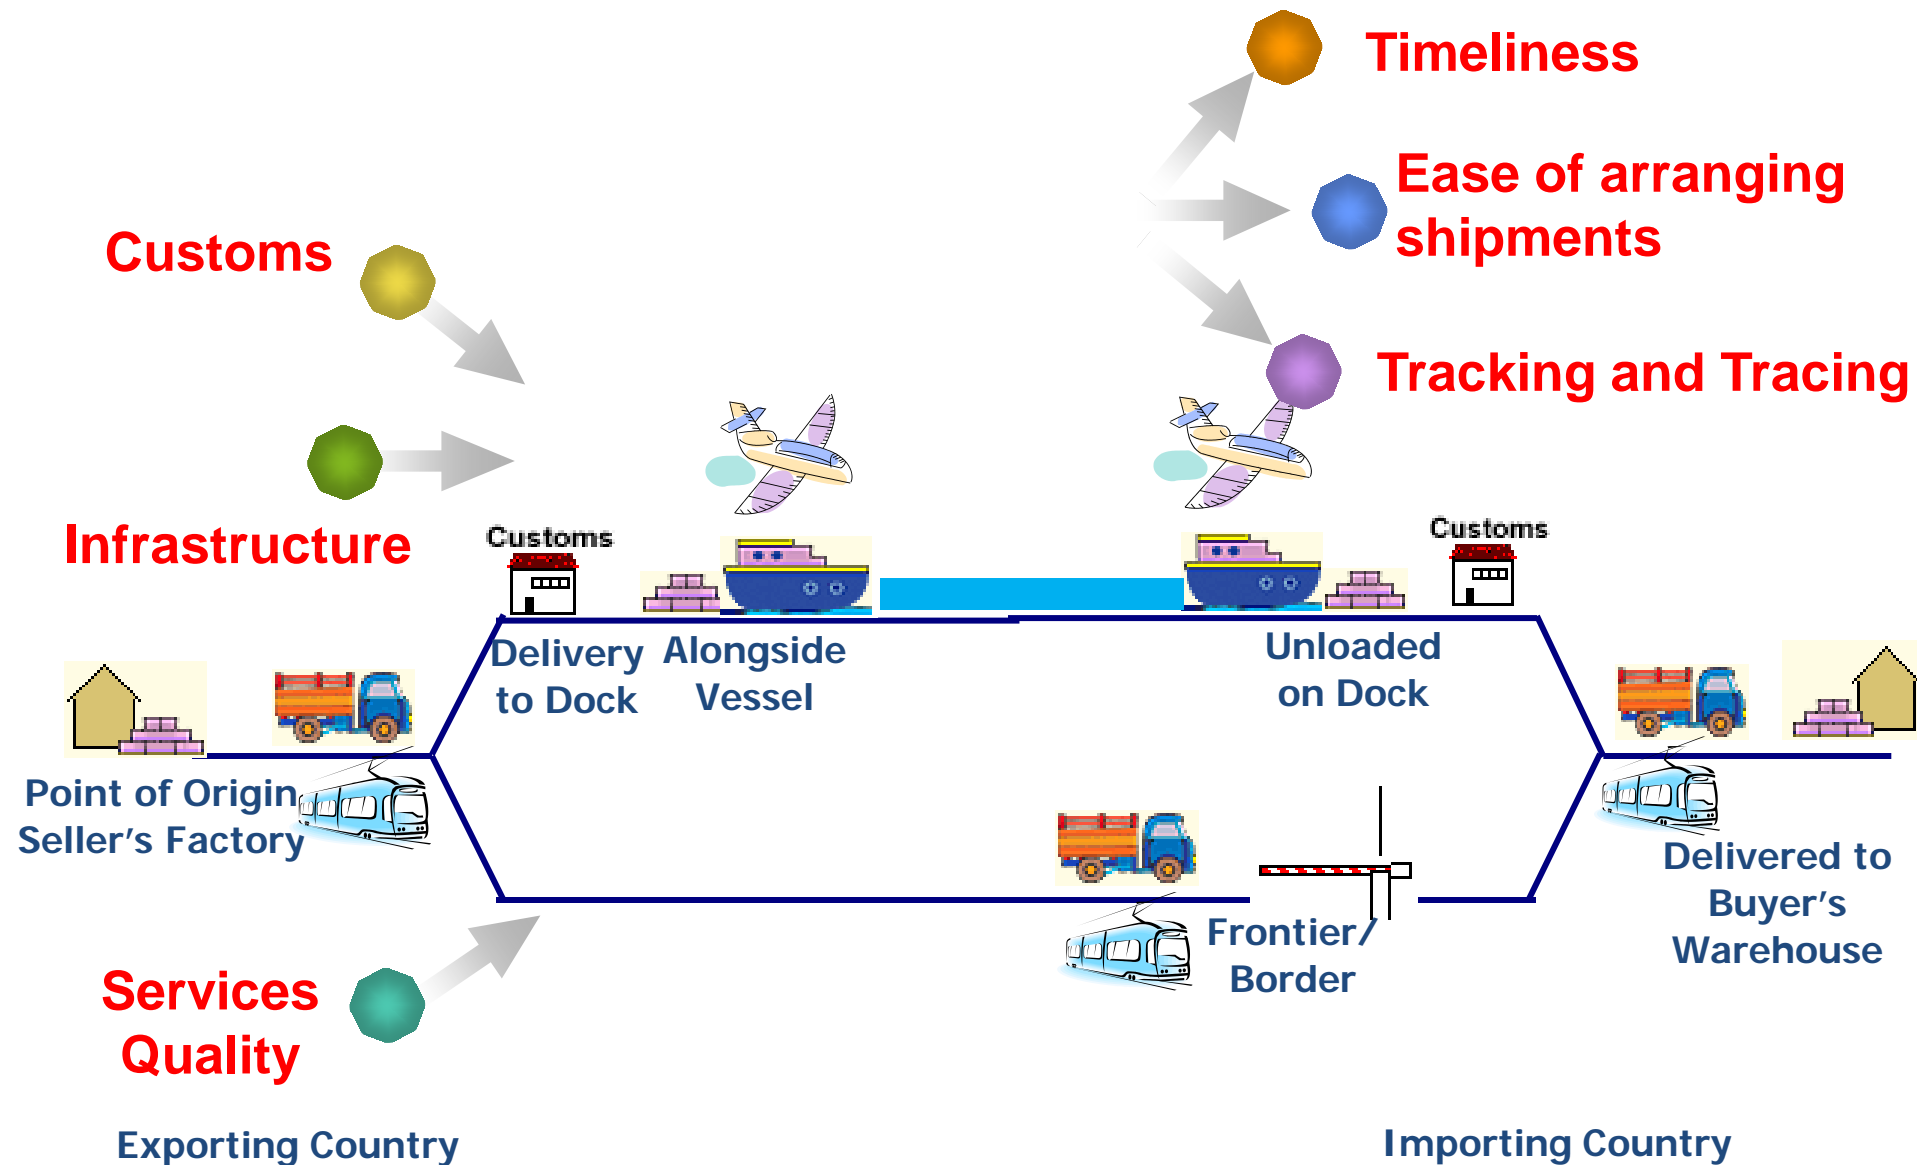 Timeliness
Ease of arranging
shipments
Customs
Tracking and Tracing
Infrastructure
Customs
Customs
Delivery
to Dock
Alongside
Vessel
Unloaded
on Dock
Point of Origin
Seller's Factory
Delivered to
Buyer's
Warehouse
Frontier/
Border
Services
Quality
Exporting Country
Importing Country